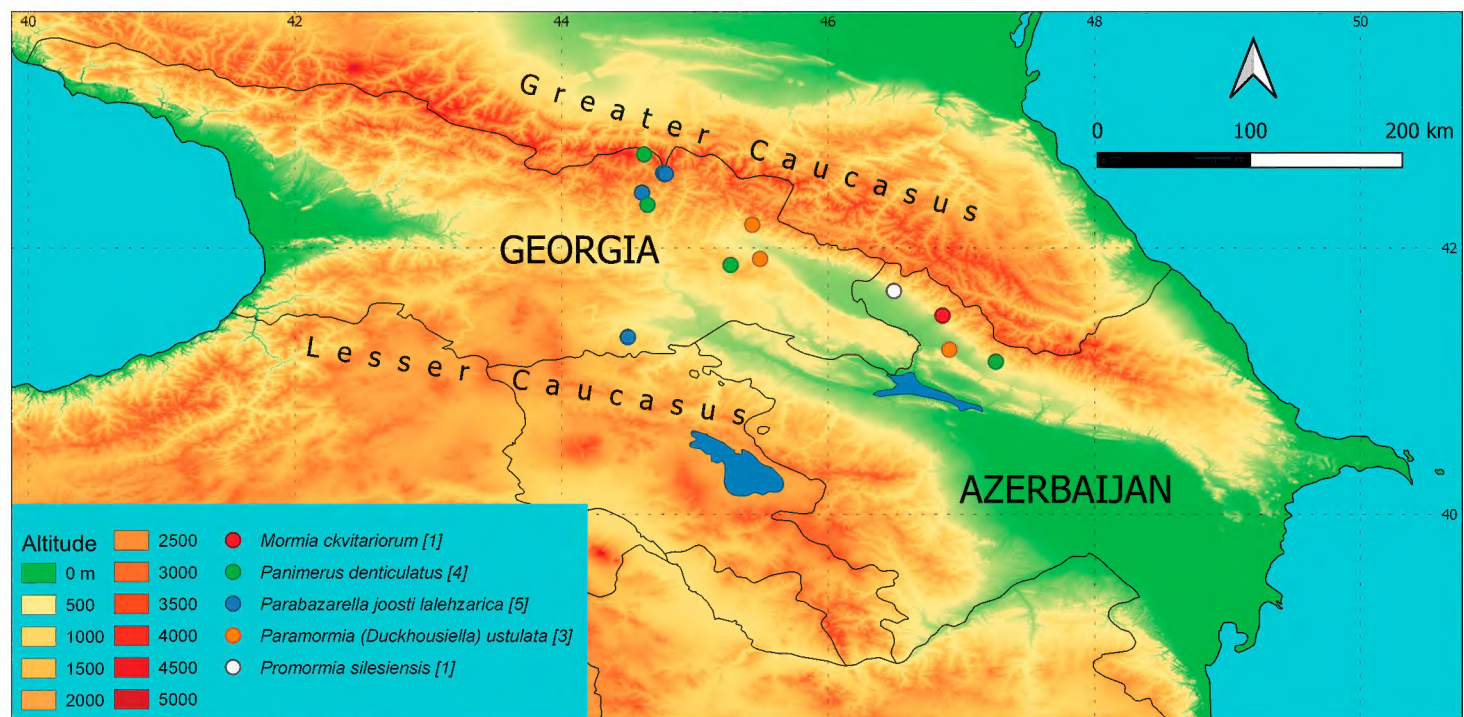 40 42 44 46 48 50
Greater Caucasus
0 100 200 km
GEORGIA
42
Lesser Caucasus
AZERBAIJAN
40
Altitude
0 m
500
1000
1500
2000
2500
3000
3500
4000
4500
5000
Mormia ckvitariorum [1]
Panimerus denticulatus [4]
Parabazarella joosti lalehzarica [5]
Paramormia (Duckhousiella) ustulata [3]
Promormia silesiensis [1]